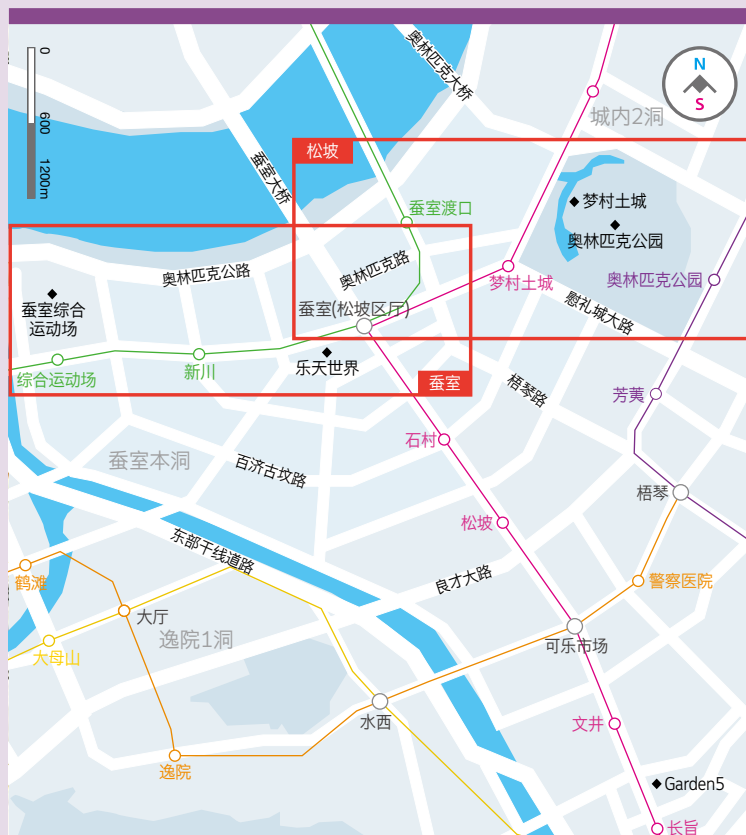 0
600
1200m
N
S
奥林匹克大桥
城内2洞
松坡
蚕室大桥
梦村土城
蚕室渡口
奥林匹克公园
奥林匹克公路
奥林匹克路
梦村土城
奥林匹克公园
蚕室综合
运动场
蚕室(松坡区厅)
慰礼城大路
乐天世界
综合运动场
新川
蚕室
梧琴路
芳荑
石村
蚕室本洞
百济古坟路
梧琴
松坡
东部干线道路
良才大路
鹤滩
警察医院
大厅
逸院1洞
可乐市场
大母山
水西
文井
逸院
Garden5
长旨